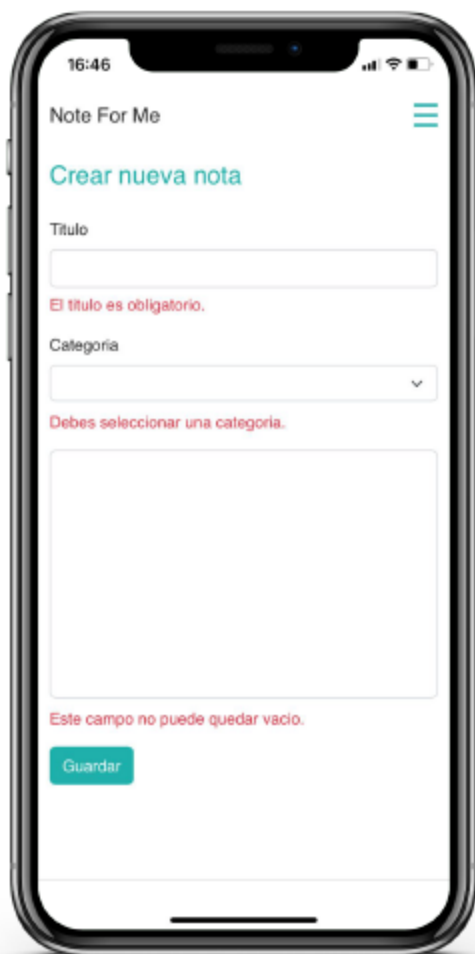 16:46
Note For Me
Crear nueva nota
Titulo
El titulo es obligatorio.
Categoria
Debes seleccionar una categoria.
Este campo no puede quedar vacio.
Guardar